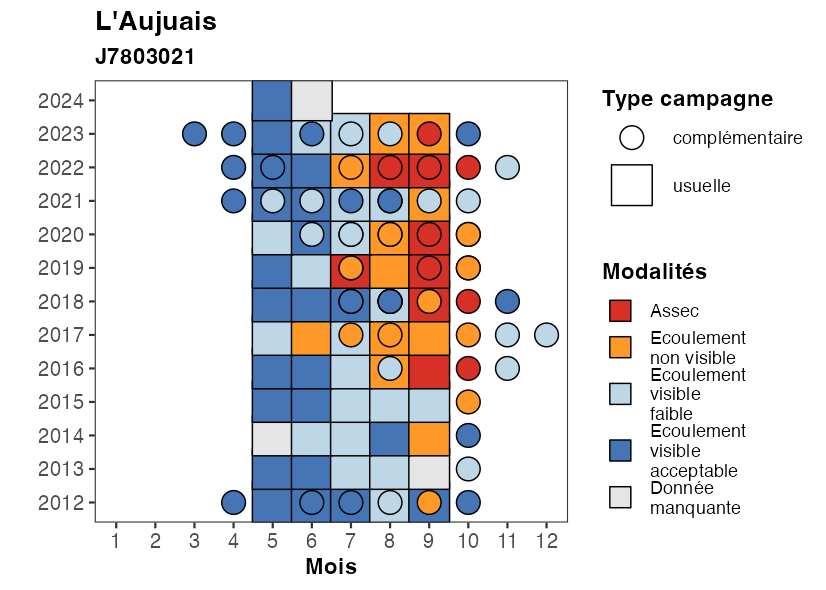 L'Aujuais
J7803021
2024
2023
2022
2021
2020
2019
2018
2017
2016
2015
2014
2013
2012
1 2 3 4 5 6 7 8 9 10 11 12
Mois
Type campagne
complémentaire
usuelle
Modalités
Assec
Ecoulement
non visible
Ecoulement
visible
faible
Ecoulement
visible
acceptable
Donnée
manquante